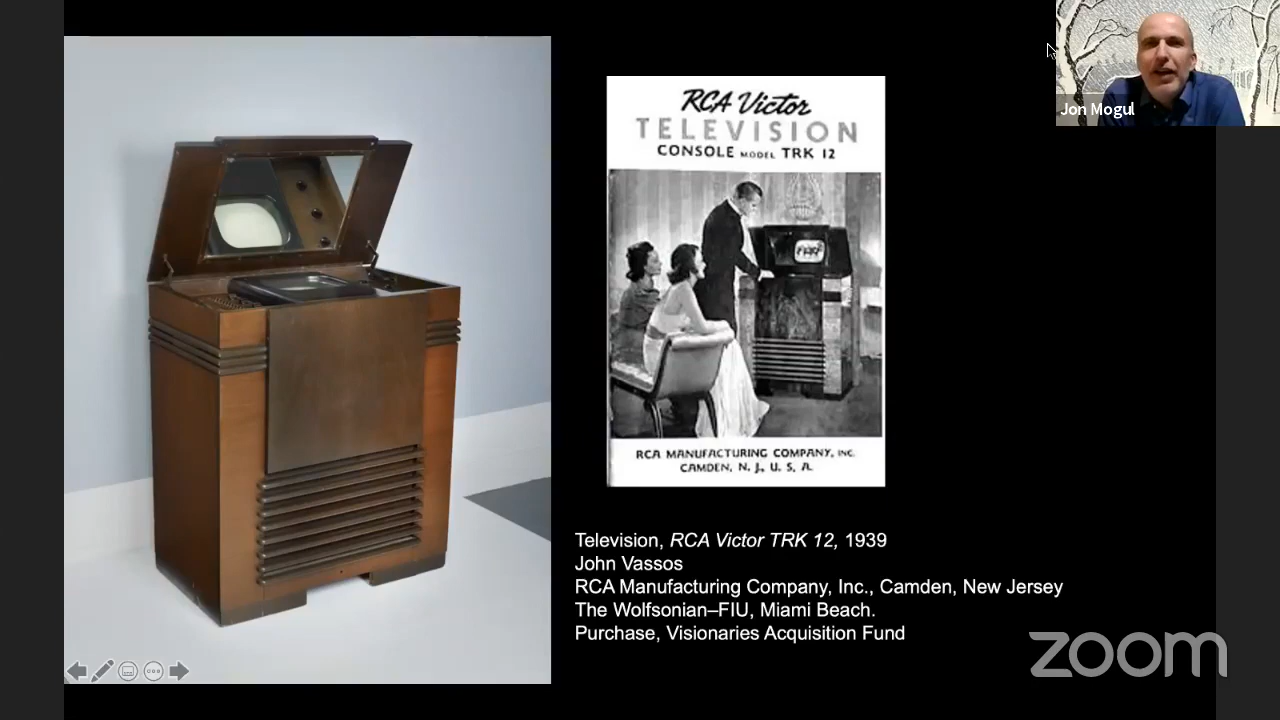 Jon Mogul
RCA Victor
TELEVISION
CONSOLE MODEL TRK 12
RCA MANUFACTURING COMPANY, INC.
CAMDEN, N. J., U. S. A.
Television, RCA Victor TRK 12, 1939
John Vassos
RCA Manufacturing Company, Inc., Camden, New Jersey
The Wolfsonian–FIU, Miami Beach.
Purchase, Visionaries Acquisition Fund
zoom